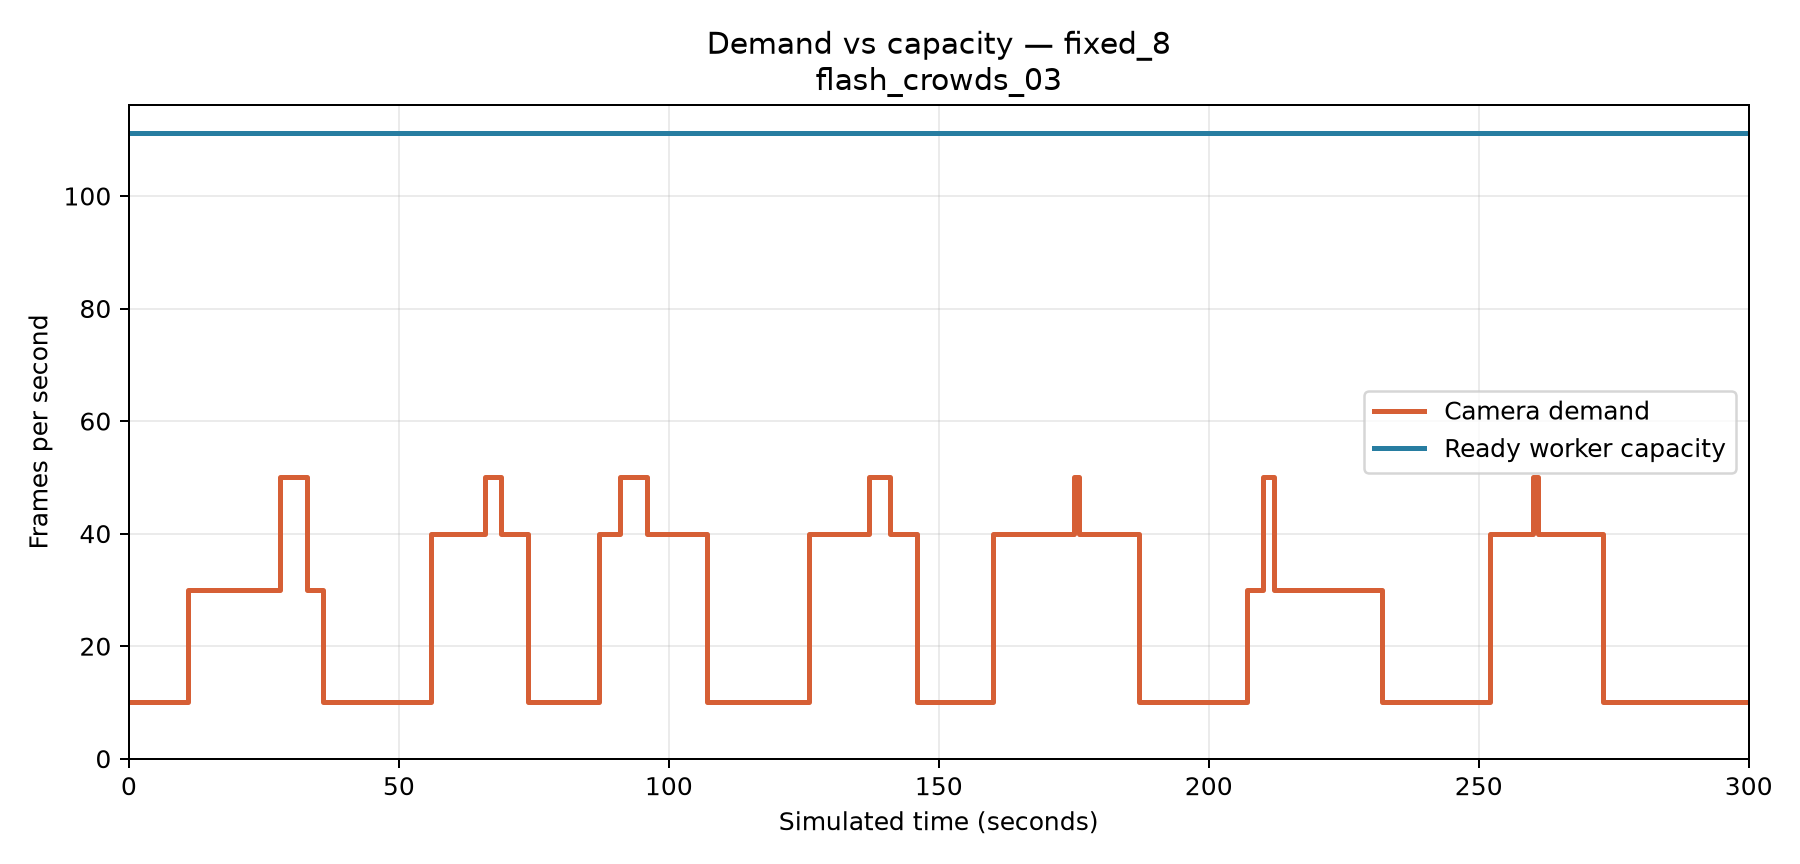 Demand vs capacity — fixed_8
flash_crowds_03
Frames per second
100
80
60
40
20
0
Camera demand
Ready worker capacity
0 50 100 150 200 250 300
Simulated time (seconds)